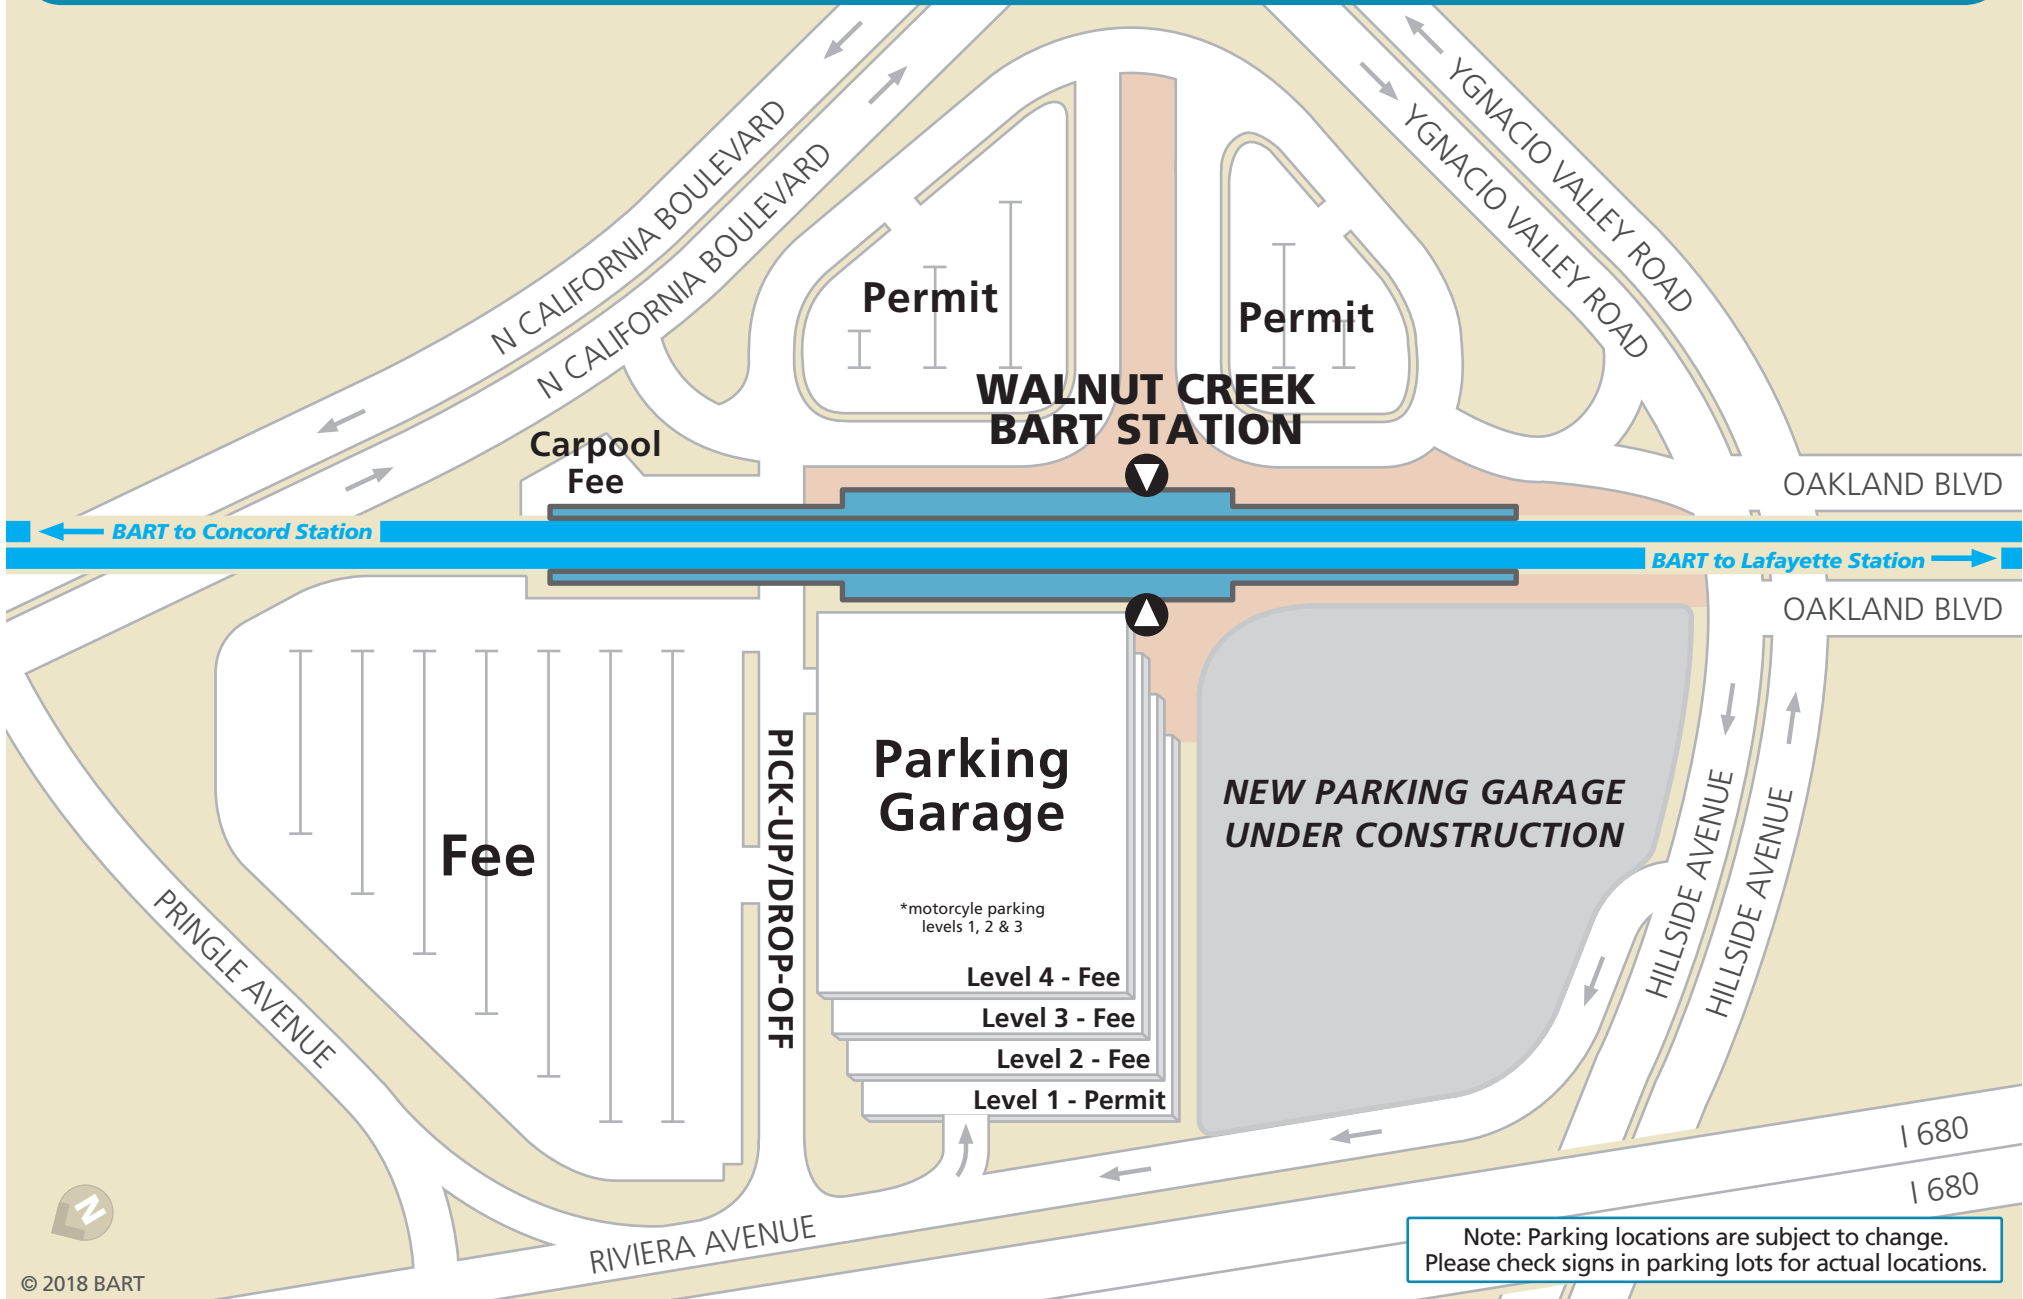 N CALIFORNIA BOULEVARD
N CALIFORNIA BOULEVARD
YGNACIO VALLEY ROAD
YGNACIO VALLEY ROAD
Permit
Permit
WALNUT CREEK
BART STATION
Carpool
Fee
OAKLAND BLVD
BART to Concord Station
BART to Lafayette Station
OAKLAND BLVD
PICK-UP/DROP-OFF
Parking
Garage
*motorcyle parking
levels 1, 2 & 3
Level 4 - Fee
Level 3 - Fee
Level 2 - Fee
Level 1 - Permit
NEW PARKING GARAGE
UNDER CONSTRUCTION
Fee
HILLSIDE AVENUE
HILLSIDE AVENUE
PRINGLE AVENUE
RIVIERA AVENUE
I 680
I 680
N
Note: Parking locations are subject to change.
Please check signs in parking lots for actual locations.
© 2018 BART